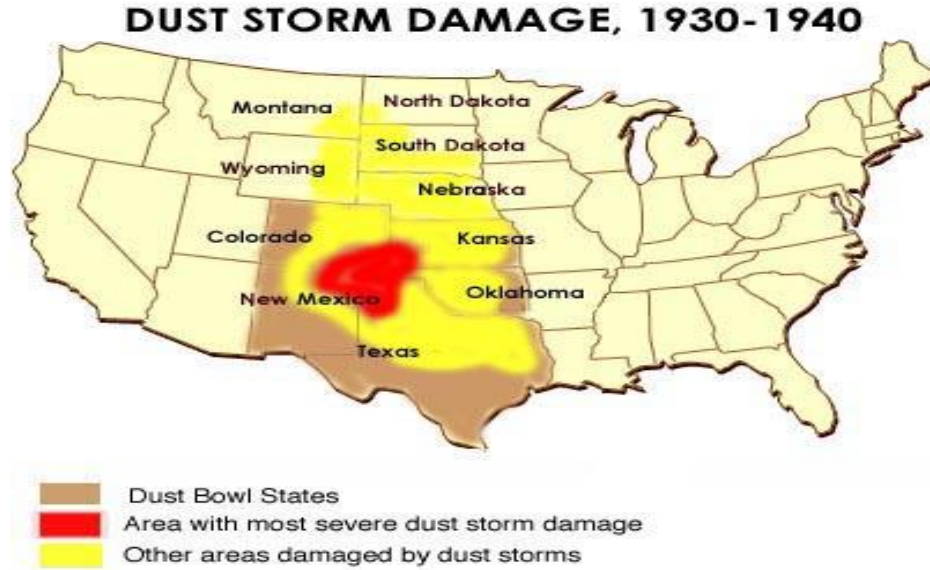 DUST STORM DAMAGE, 1930-1940
Montana
North Dakota
South Dakota
Wyoming
Nebraska
Colorado
Kansas
New Mexico
Oklahoma
Texas
Dust Bowl States
Area with most severe dust storm damage
Other areas damaged by dust storms